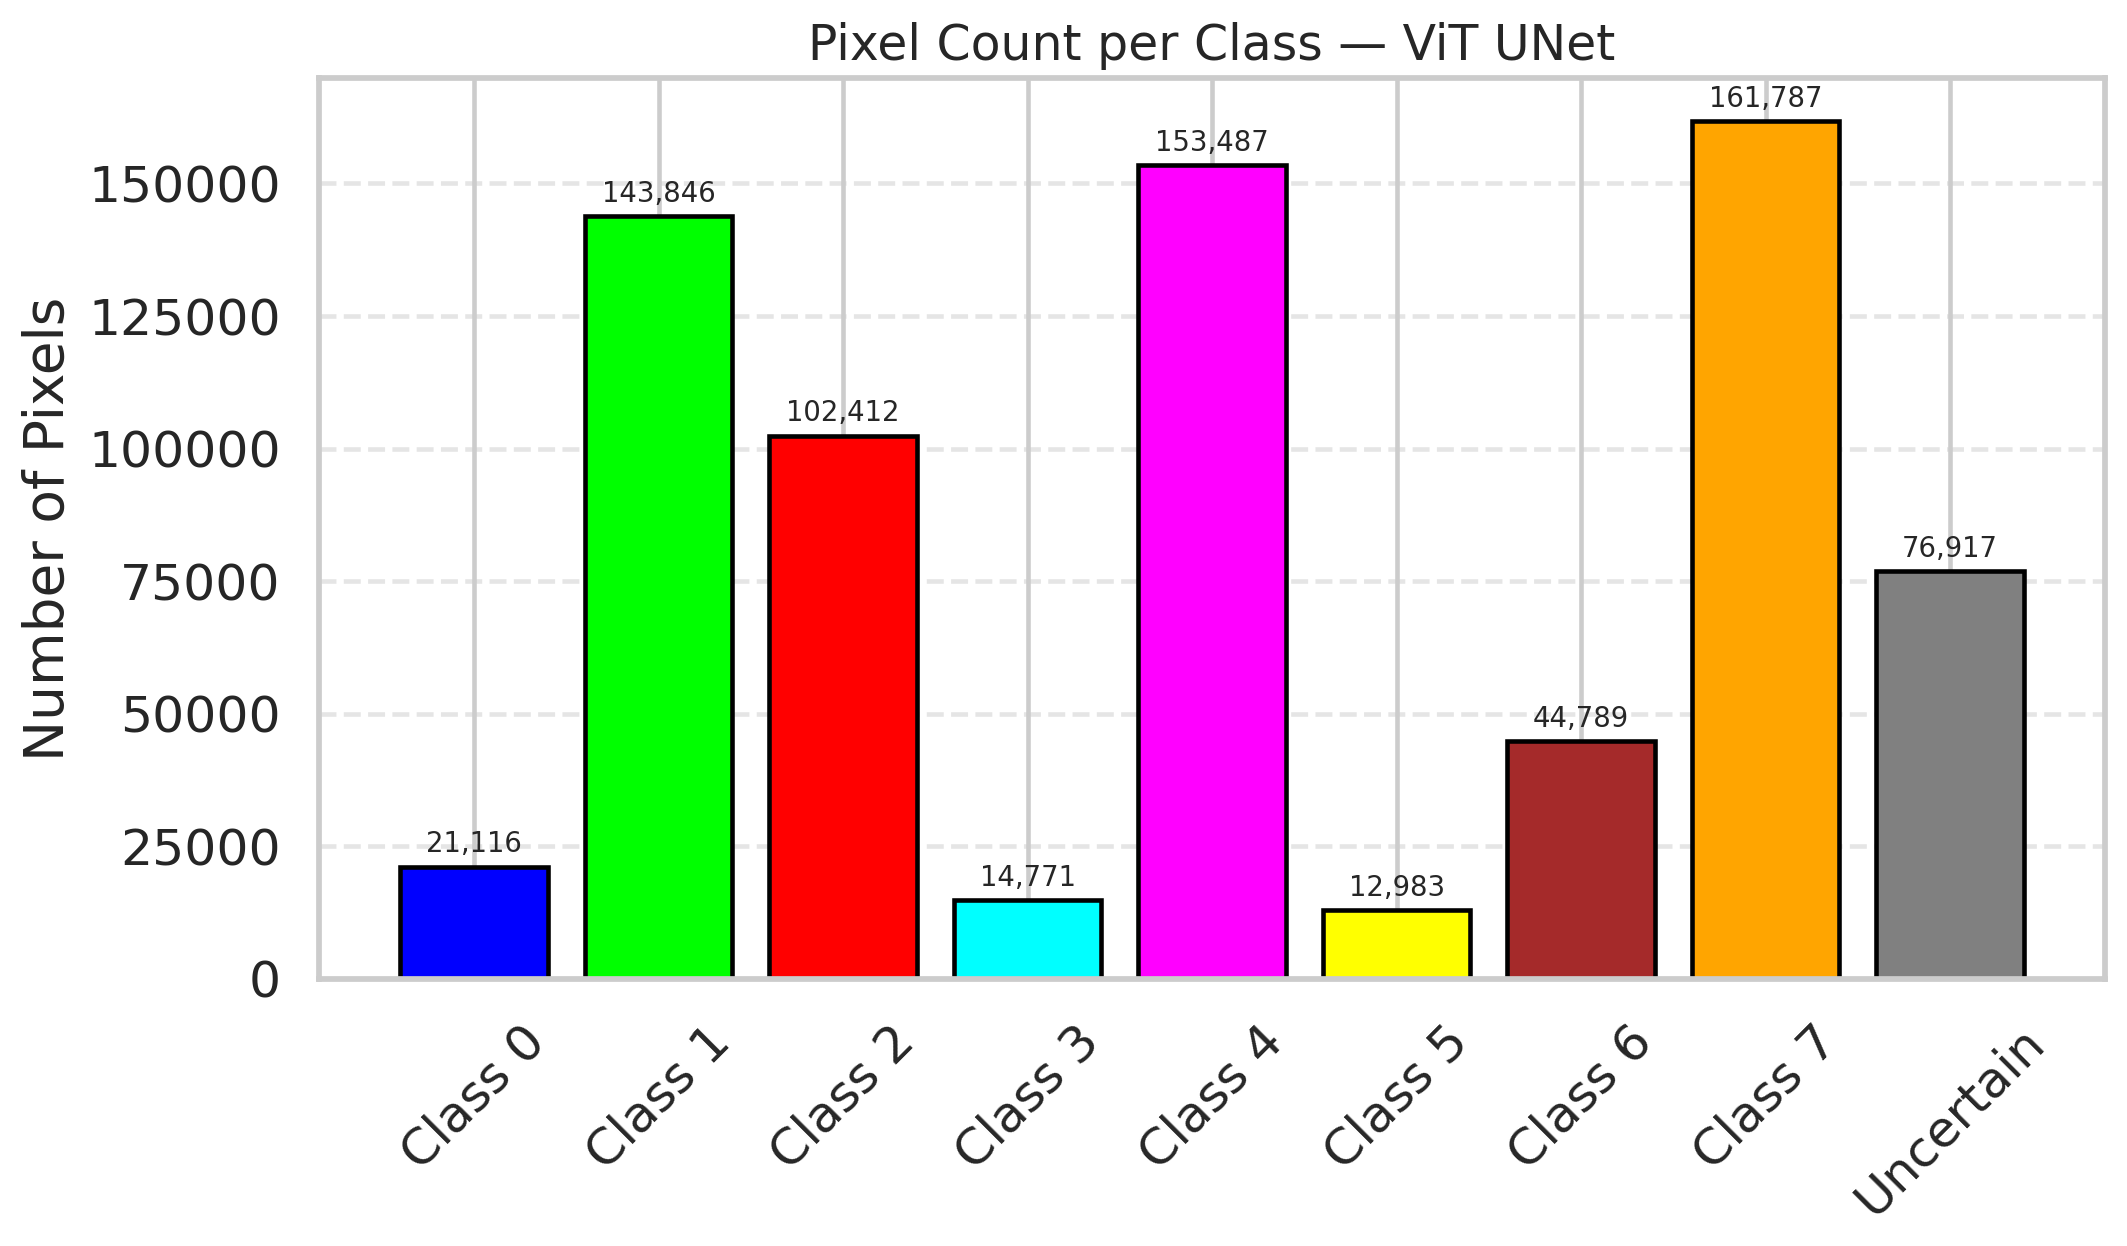 Pixel Count per Class — ViT UNet
Number of Pixels
150000
125000
100000
75000
50000
25000
0
21,116
143,846
102,412
14,771
153,487
12,983
44,789
161,787
76,917
Class 0
Class 1
Class 2
Class 3
Class 4
Class 5
Class 6
Class 7
Uncertain